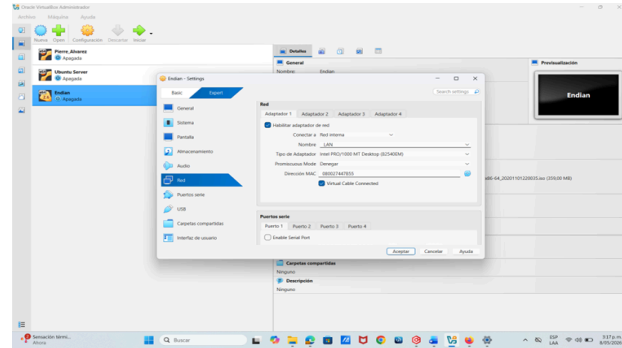 Oracle VirtualBox Administrador
Archivo Máquina Ayuda
Nueva Open Configuración Descartar Iniciar
Pierre_Alvarez
Apagada
Ubuntu Server
Apagada
Endian
Apagada
Detalles
General
Nombre: Endian
Previsualización
Endian
Endian - Settings
Basic Expert
Search settings
General
Sistema
Pantalla
Almacenamiento
Audio
Red
Puertos serie
USB
Carpetas compartidas
Interfaz de usuario
Red
Adaptador 1 Adaptador 2 Adaptador 3 Adaptador 4
Habilitar adaptador de red
Conectar a Red interna
Nombre LAN
Tipo de Adaptador Intel PRO/1000 MT Desktop (82540EM)
Promiscuous Mode Denegar
Dirección MAC
Virtual Cable Connected
Puertos serie
Puerto 1 Puerto 2 Puerto 3 Puerto 4
Enable Serial Port
Aceptar Cancelar Ayuda
Carpetas compartidas
Ninguno
Descripción
Ninguno
Sensación térmi...
Ahora
Buscar
ESP
LAA
3:17 p. m.